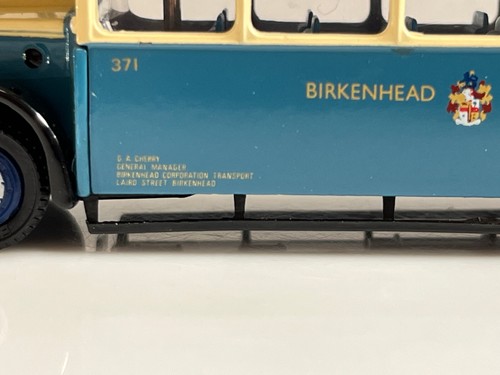 371
BIRKENHEAD
G. A. CHERRY
GENERAL MANAGER
BIRKENHEAD CORPORATION TRANSPORT
LAIRD STREET BIRKENHEAD